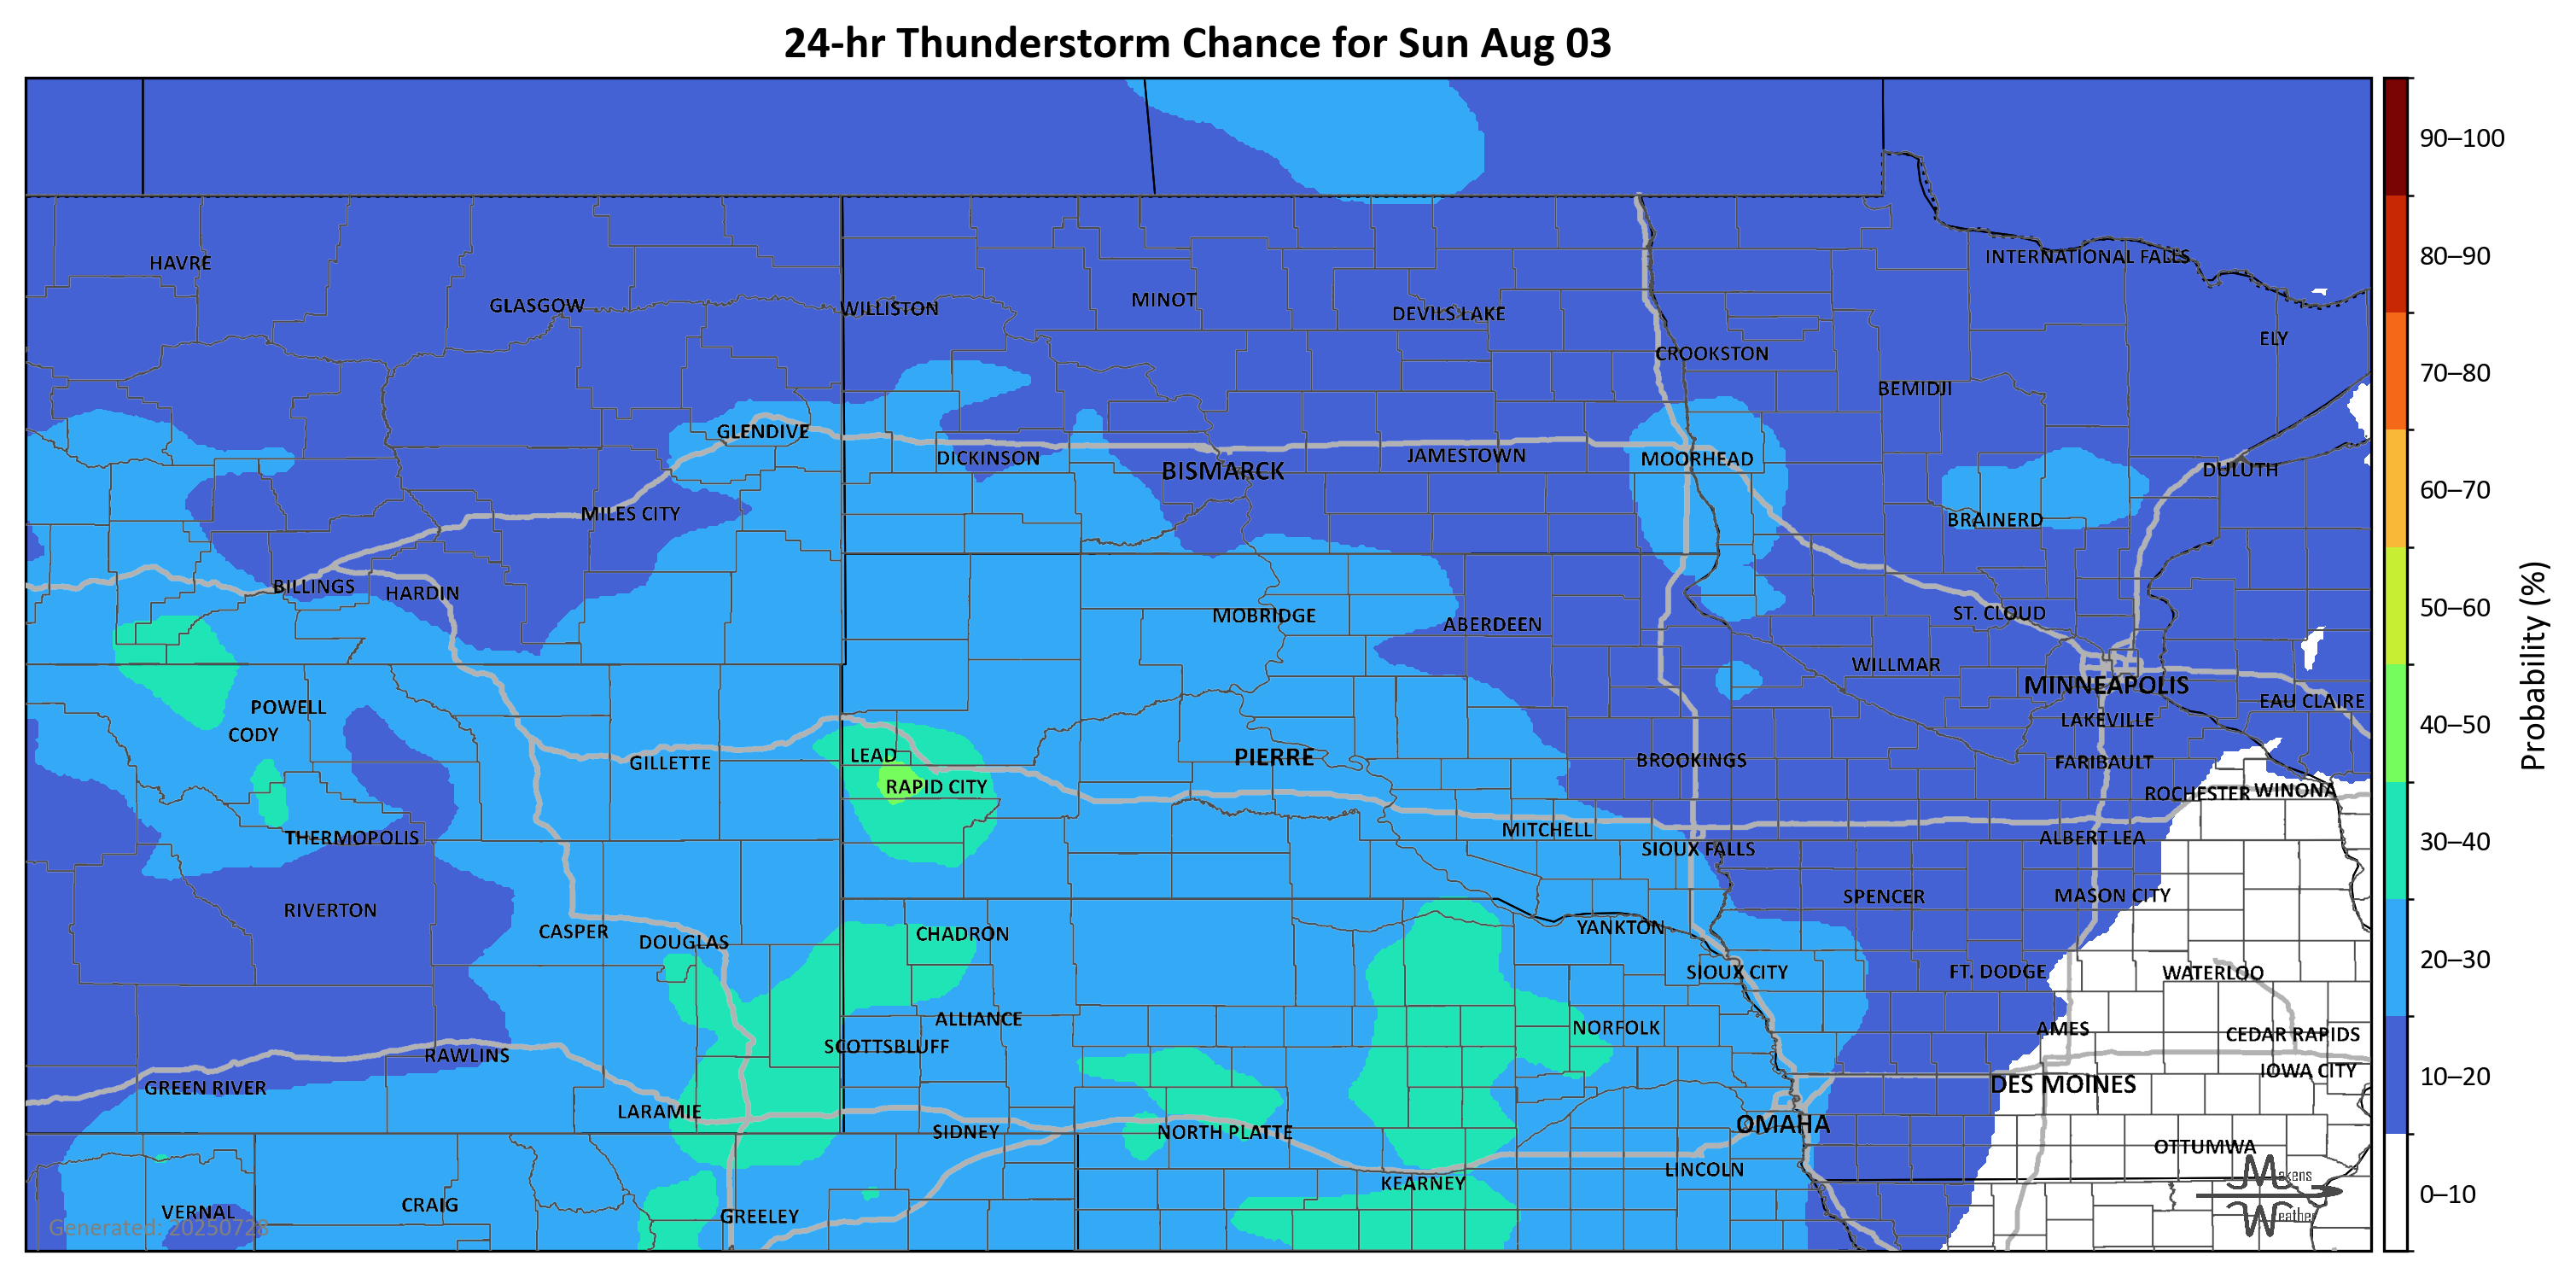 24-hr Thunderstorm Chance for Sun Aug 03
90–100
80–90
70–80
60–70
50–60
40–50
30–40
20–30
10–20
0–10
Probability (%)
HAVRE
INTERNATIONAL FALLS
GLASGOW
WILLISTON
MINOT
DEVILS LAKE
ELY
CROOKSTON
BEMIDJI
GLENDIVE
DICKINSON
BISMARCK
JAMESTOWN
MOORHEAD
DULUTH
MILES CITY
BRAINERD
BILLINGS
HARDIN
MOBRIDGE
ABERDEEN
ST. CLOUD
WILLMAR
MINNEAPOLIS
POWELL
EAU CLAIRE
LAKEVILLE
CODY
LEAD
PIERRE
GILLETTE
BROOKINGS
FARIBAULT
RAPID CITY
ROCHESTER
WINONA
THERMOPOLIS
MITCHELL
ALBERT LEA
SIOUX FALLS
RIVERTON
SPENCER
MASON CITY
CASPER
DOUGLAS
CHADRON
YANKTON
SIOUX CITY
FT. DODGE
WATERLOO
ALLIANCE
NORFOLK
AMES
CEDAR RAPIDS
SCOTTSBLUFF
RAWLINS
IOWA CITY
GREEN RIVER
DES MOINES
LARAMIE
OMAHA
SIDNEY
NORTH PLATTE
OTTUMWA
LINCOLN
KEARNEY
Makens
Weather
VERNAL
CRAIG
GREELEY
Generated: 20250728